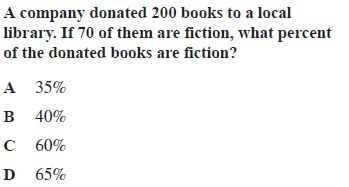 A company donated 200 books to a local
library. If 70 of them are fiction, what percent
of the donated books are fiction?
A 35%
B 40%
C 60%
D 65%